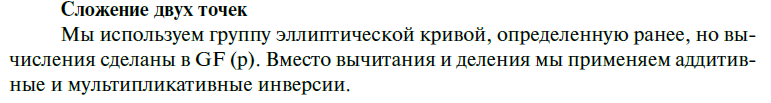 Сложение двух точек
Мы используем группу эллиптической кривой, определенную ранее, но вы-
числения сделаны в GF (p). Вместо вычитания и деления мы применяем аддитив-
ные и мультипликативные инверсии.